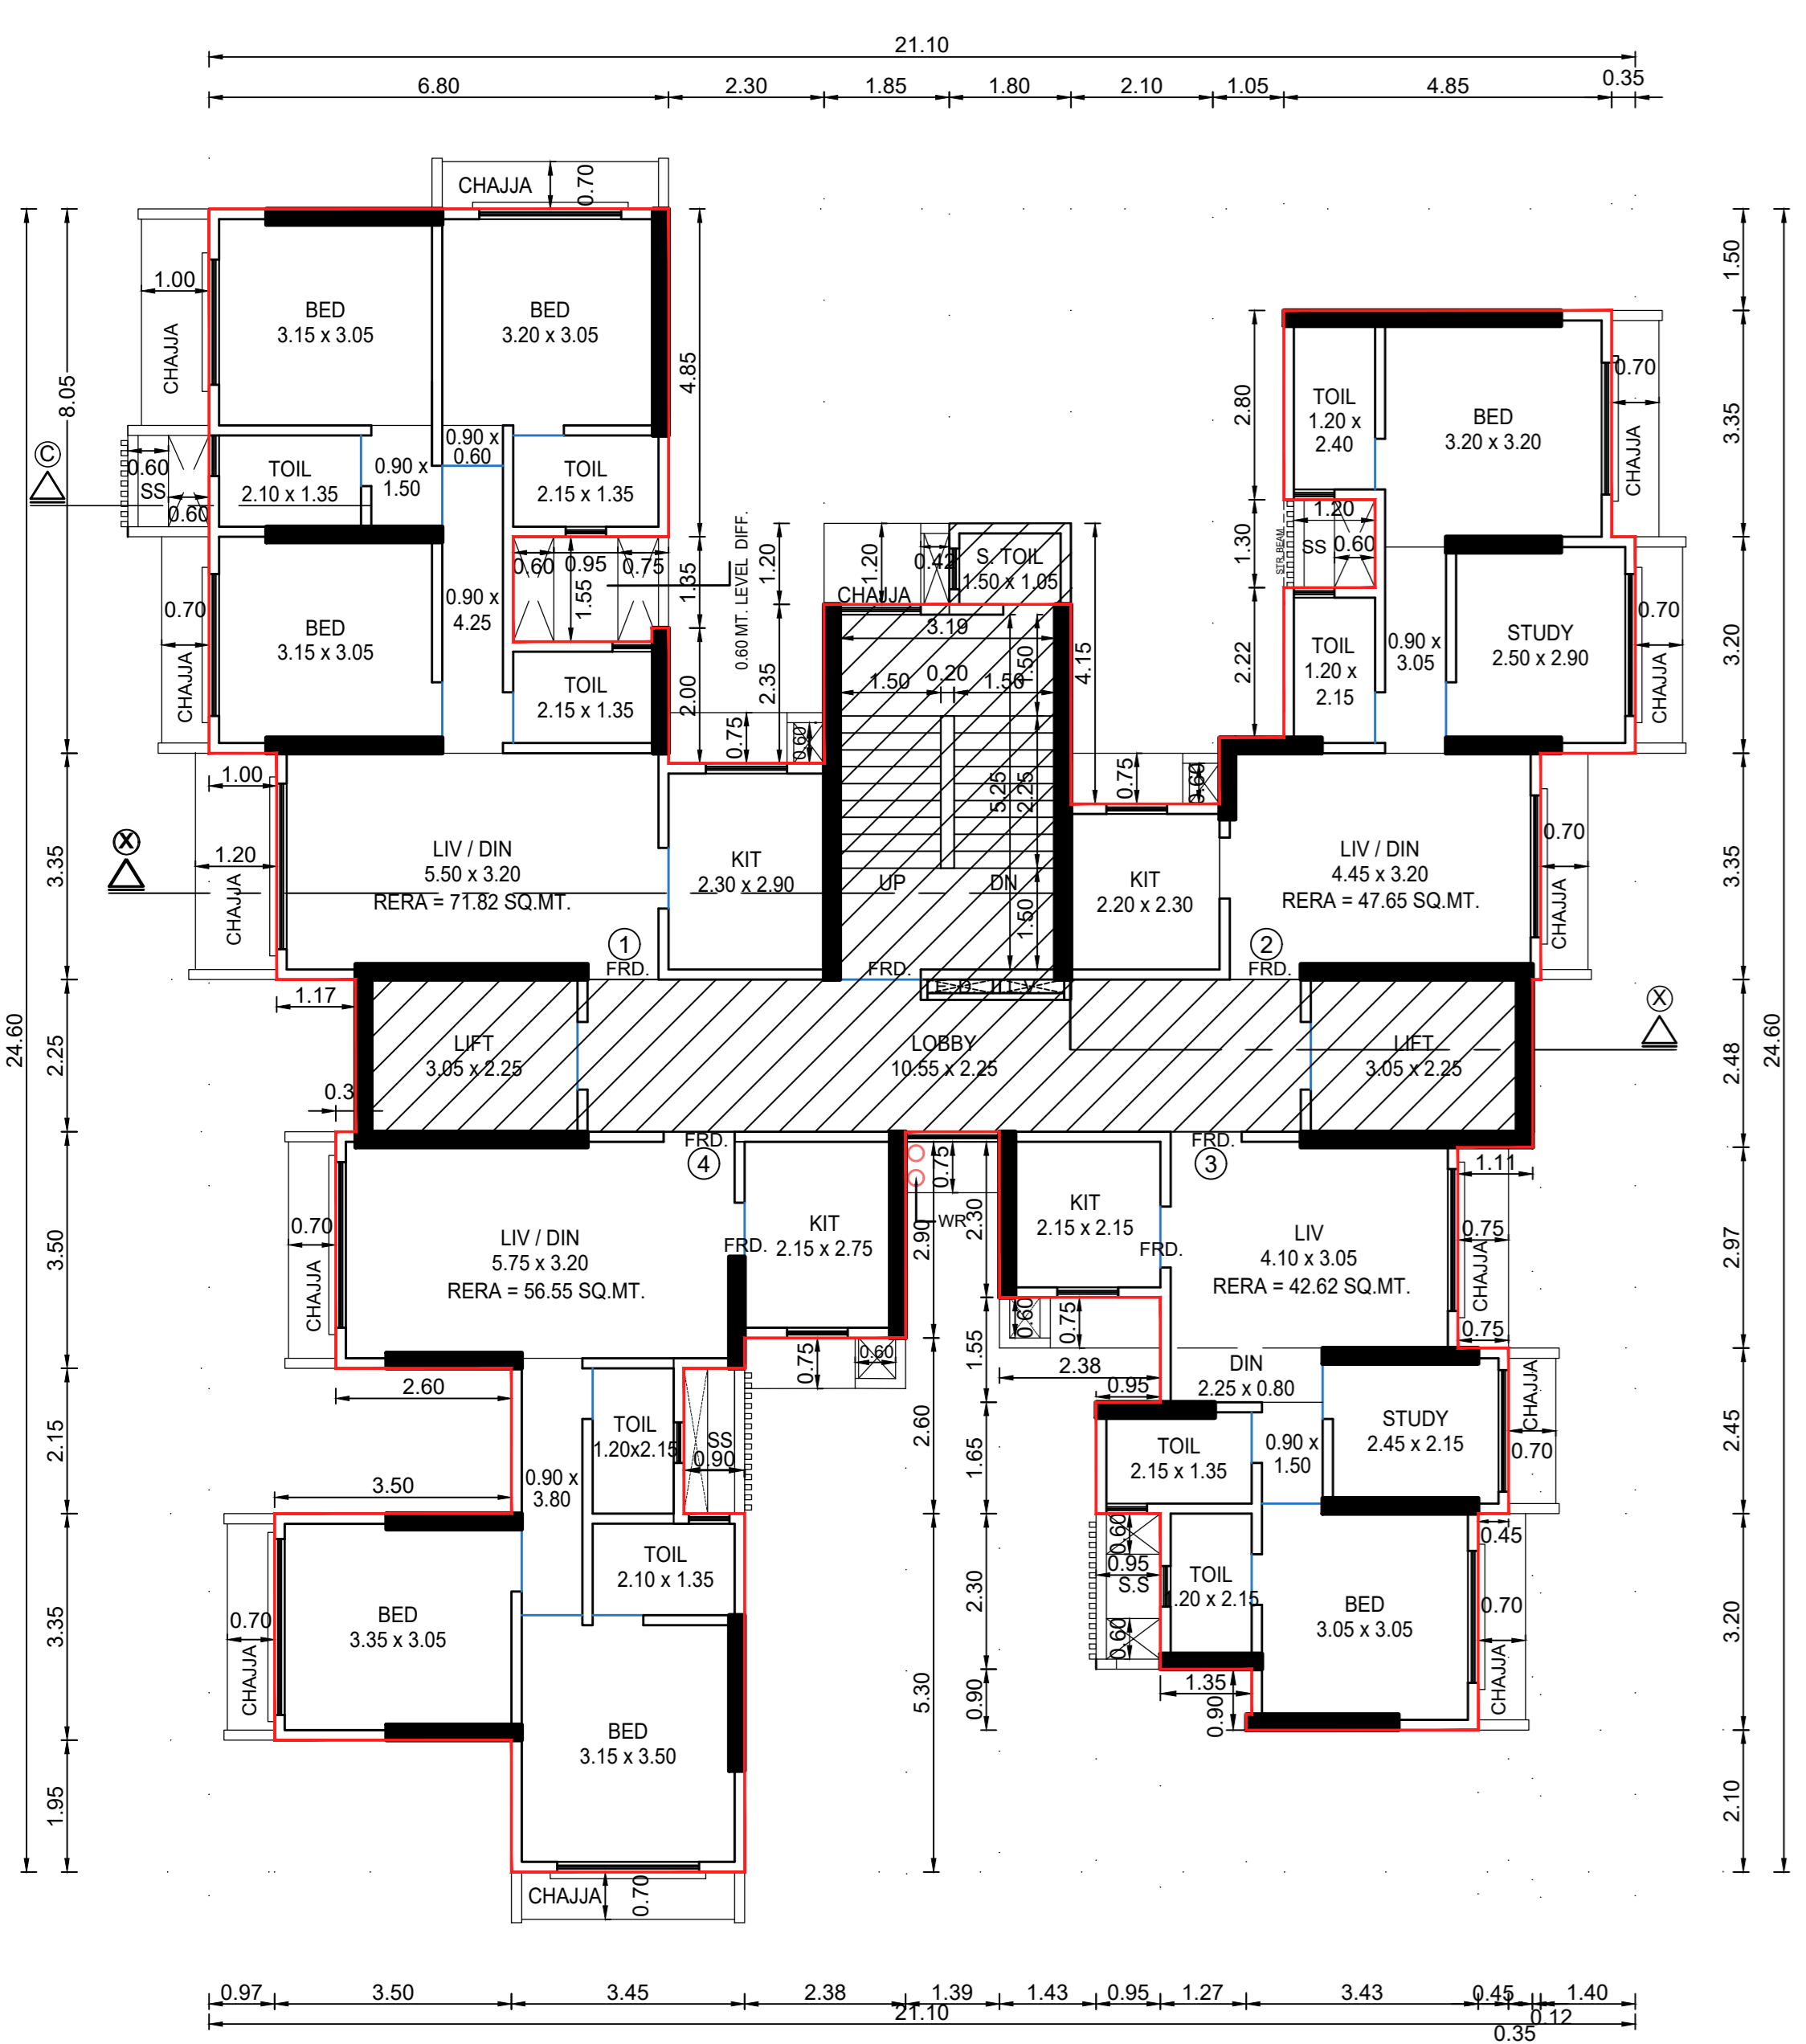 21.10
6.80
2.30
1.85
1.80
2.10
1.05
4.85
0.35
CHAJJA
0.70
1.00
CHAJJA
BED
3.15 x 3.05
BED
3.20 x 3.05
8.05
4.85
1.50
24.60
24.60
C
0.60
SS
0.60
TOIL
2.10 x 1.35
0.90 x
1.50
0.90 x
0.60
TOIL
2.15 x 1.35
0.60
0.95
0.75
1.55
1.35
0.60 MT. LEVEL DIFF.
1.20
1.20
0.42
S. TOIL
1.50 x 1.05
CHAJJA
2.80
TOIL
1.20 x
2.40
BED
3.20 x 3.20
0.70
CHAJJA
3.35
1.30
STR.BEAM
1.20
SS
0.60
0.70
CHAJJA
BED
3.15 x 3.05
0.90 x
4.25
TOIL
2.15 x 1.35
2.00
2.35
0.75
0.60
3.19
0.20
1.50
1.50
1.50
4.15
2.22
TOIL
1.20 x
2.15
0.90 x
3.05
STUDY
2.50 x 2.90
0.70
CHAJJA
3.20
1.00
X
1.20
CHAJJA
3.35
LIV / DIN
5.50 x 3.20
RERA = 71.82 SQ.MT.
1
FRD.
KIT
2.30 x 2.90
5.25
2.25
UP
DN
1.50
FRD.
0.75
0.60
KIT
2.20 x 2.30
LIV / DIN
4.45 x 3.20
RERA = 47.65 SQ.MT.
2
FRD.
0.70
CHAJJA
3.35
1.17
2.25
LIFT
3.05 x 2.25
LOBBY
10.55 x 2.25
LIFT
3.05 x 2.25
X
2.48
0.3
3.50
0.70
CHAJJA
LIV / DIN
5.75 x 3.20
RERA = 56.55 SQ.MT.
FRD.
4
FRD.
KIT
2.15 x 2.75
0.75
WR
2.90
2.30
KIT
2.15 x 2.15
FRD.
3
FRD.
LIV
4.10 x 3.05
RERA = 42.62 SQ.MT.
1.11
0.75
CHAJJA
0.75
2.97
2.60
2.15
3.50
0.75
0.60
0.60
0.75
1.55
2.38
0.95
DIN
2.25 x 0.80
TOIL
1.20x2.15
SS
0.90
0.90 x
3.80
2.60
1.65
TOIL
2.15 x 1.35
0.90 x
1.50
STUDY
2.45 x 2.15
CHAJJA
0.70
2.45
0.45
3.35
0.70
CHAJJA
BED
3.35 x 3.05
TOIL
2.10 x 1.35
5.30
2.30
0.60
0.95
S.S
0.60
TOIL
.20 x 2.15
BED
3.05 x 3.05
0.70
CHAJJA
3.20
1.95
BED
3.15 x 3.50
0.90
1.35
0.90
2.10
CHAJJA
0.70
0.97
3.50
3.45
2.38
1.39
1.43
0.95
1.27
3.43
0.45
1.40
21.10
0.12
0.35